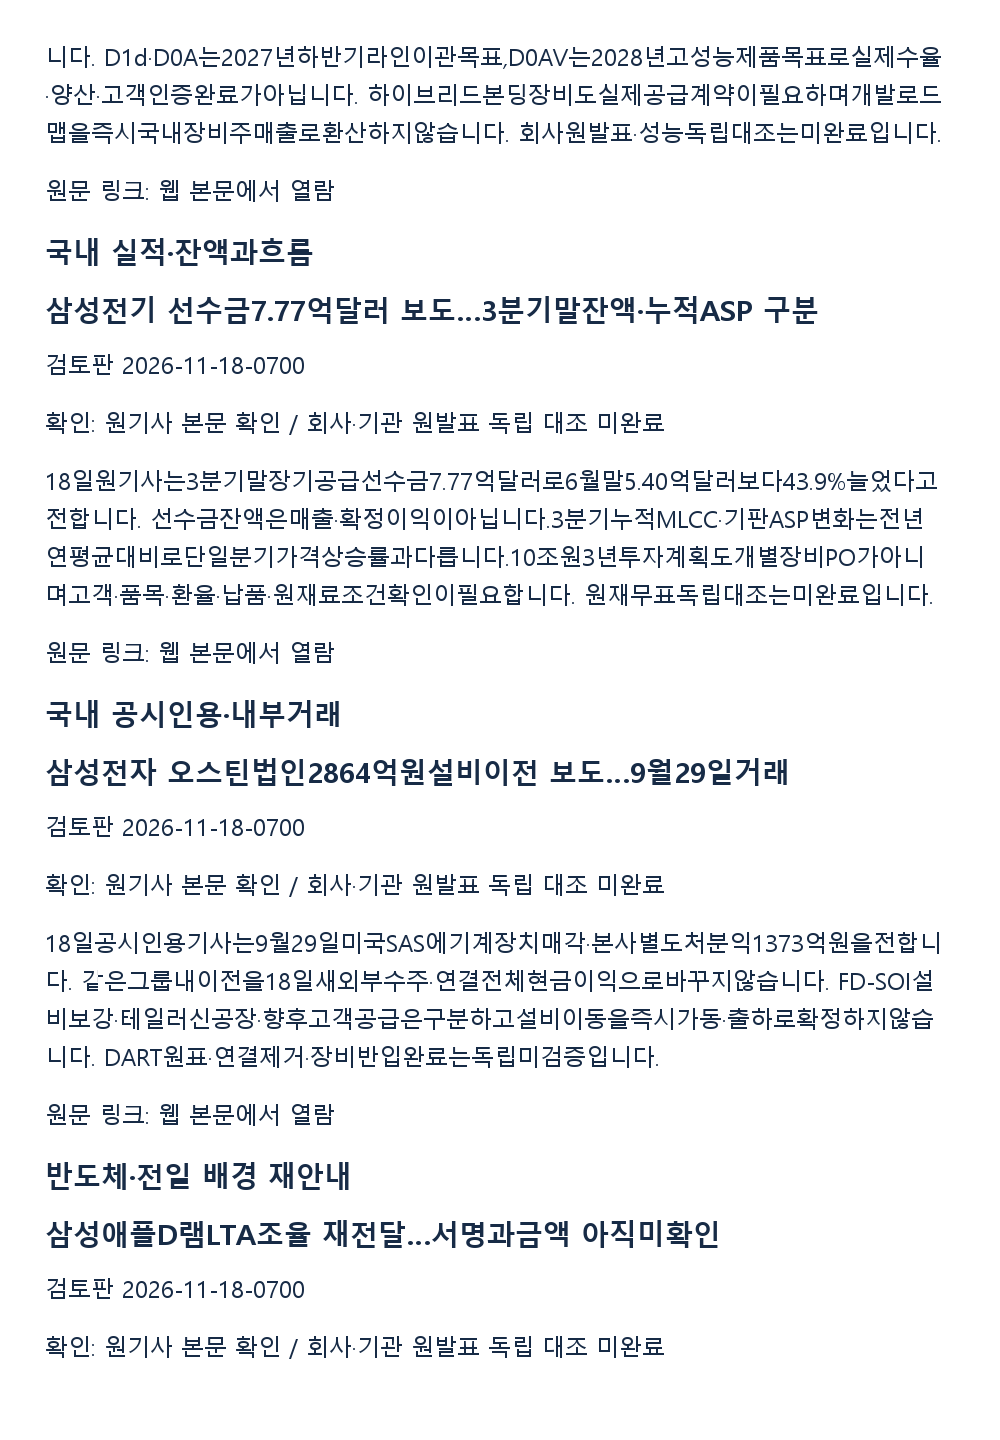 니다. D1d·D0A는2027년하반기라인이관목표,D0AV는2028년고성능제품목표로실제수율
·양산·고객인증완료가아닙니다. 하이브리드본딩장비도실제공급계약이필요하며개발로드
맵을즉시국내장비주매출로환산하지않습니다. 회사원발표·성능독립대조는미완료입니다.
원문 링크: 웹 본문에서 열람
국내 실적·잔액과흐름
삼성전기 선수금7.77억달러 보도…3분기말잔액·누적ASP 구분
검토판 2026-11-18-0700
확인: 원기사 본문 확인 / 회사·기관 원발표 독립 대조 미완료
18일원기사는3분기말장기공급선수금7.77억달러로6월말5.40억달러보다43.9%늘었다고
전합니다. 선수금잔액은매출·확정이익이아닙니다.3분기누적MLCC·기판ASP변화는전년
연평균대비로단일분기가격상승률과다릅니다.10조원3년투자계획도개별장비PO가아니
며고객·품목·환율·납품·원재료조건확인이필요합니다. 원재무표독립대조는미완료입니다.
원문 링크: 웹 본문에서 열람
국내 공시인용·내부거래
삼성전자 오스틴법인2864억원설비이전 보도…9월29일거래
검토판 2026-11-18-0700
확인: 원기사 본문 확인 / 회사·기관 원발표 독립 대조 미완료
18일공시인용기사는9월29일미국SAS에기계장치매각·본사별도처분익1373억원을전합니
다. 같은그룹내이전을18일새외부수주·연결전체현금이익으로바꾸지않습니다. FD-SOI설
비보강·테일러신공장·향후고객공급은구분하고설비이동을즉시가동·출하로확정하지않습
니다. DART원표·연결제거·장비반입완료는독립미검증입니다.
원문 링크: 웹 본문에서 열람
반도체·전일 배경 재안내
삼성애플D램LTA조율 재전달…서명과금액 아직미확인
검토판 2026-11-18-0700
확인: 원기사 본문 확인 / 회사·기관 원발표 독립 대조 미완료